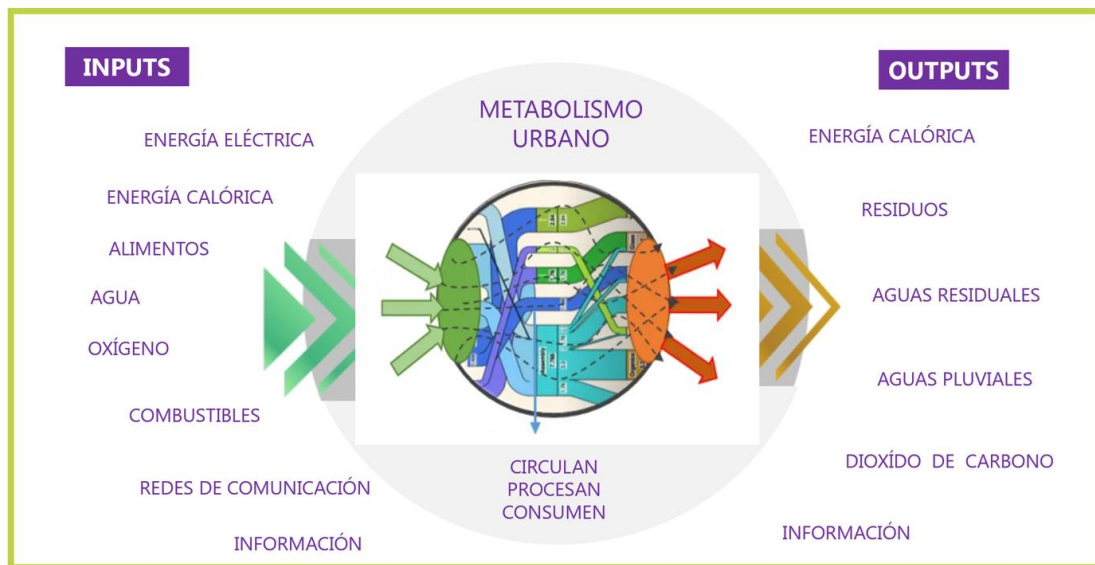 INPUTS
ENERGÍA ELÉCTRICA
ENERGÍA CALÓRICA
ALIMENTOS
AGUA
OXÍGENO
COMBUSTIBLES
REDES DE COMUNICACIÓN
INFORMACIÓN
METABOLISMO
URBANO
CIRCULAN
PROCESAN
CONSUMEN
OUTPUTS
ENERGÍA CALÓRICA
RESIDUOS
AGUAS RESIDUALES
AGUAS PLUVIALES
DIOXÍDO DE CARBONO
INFORMACIÓN